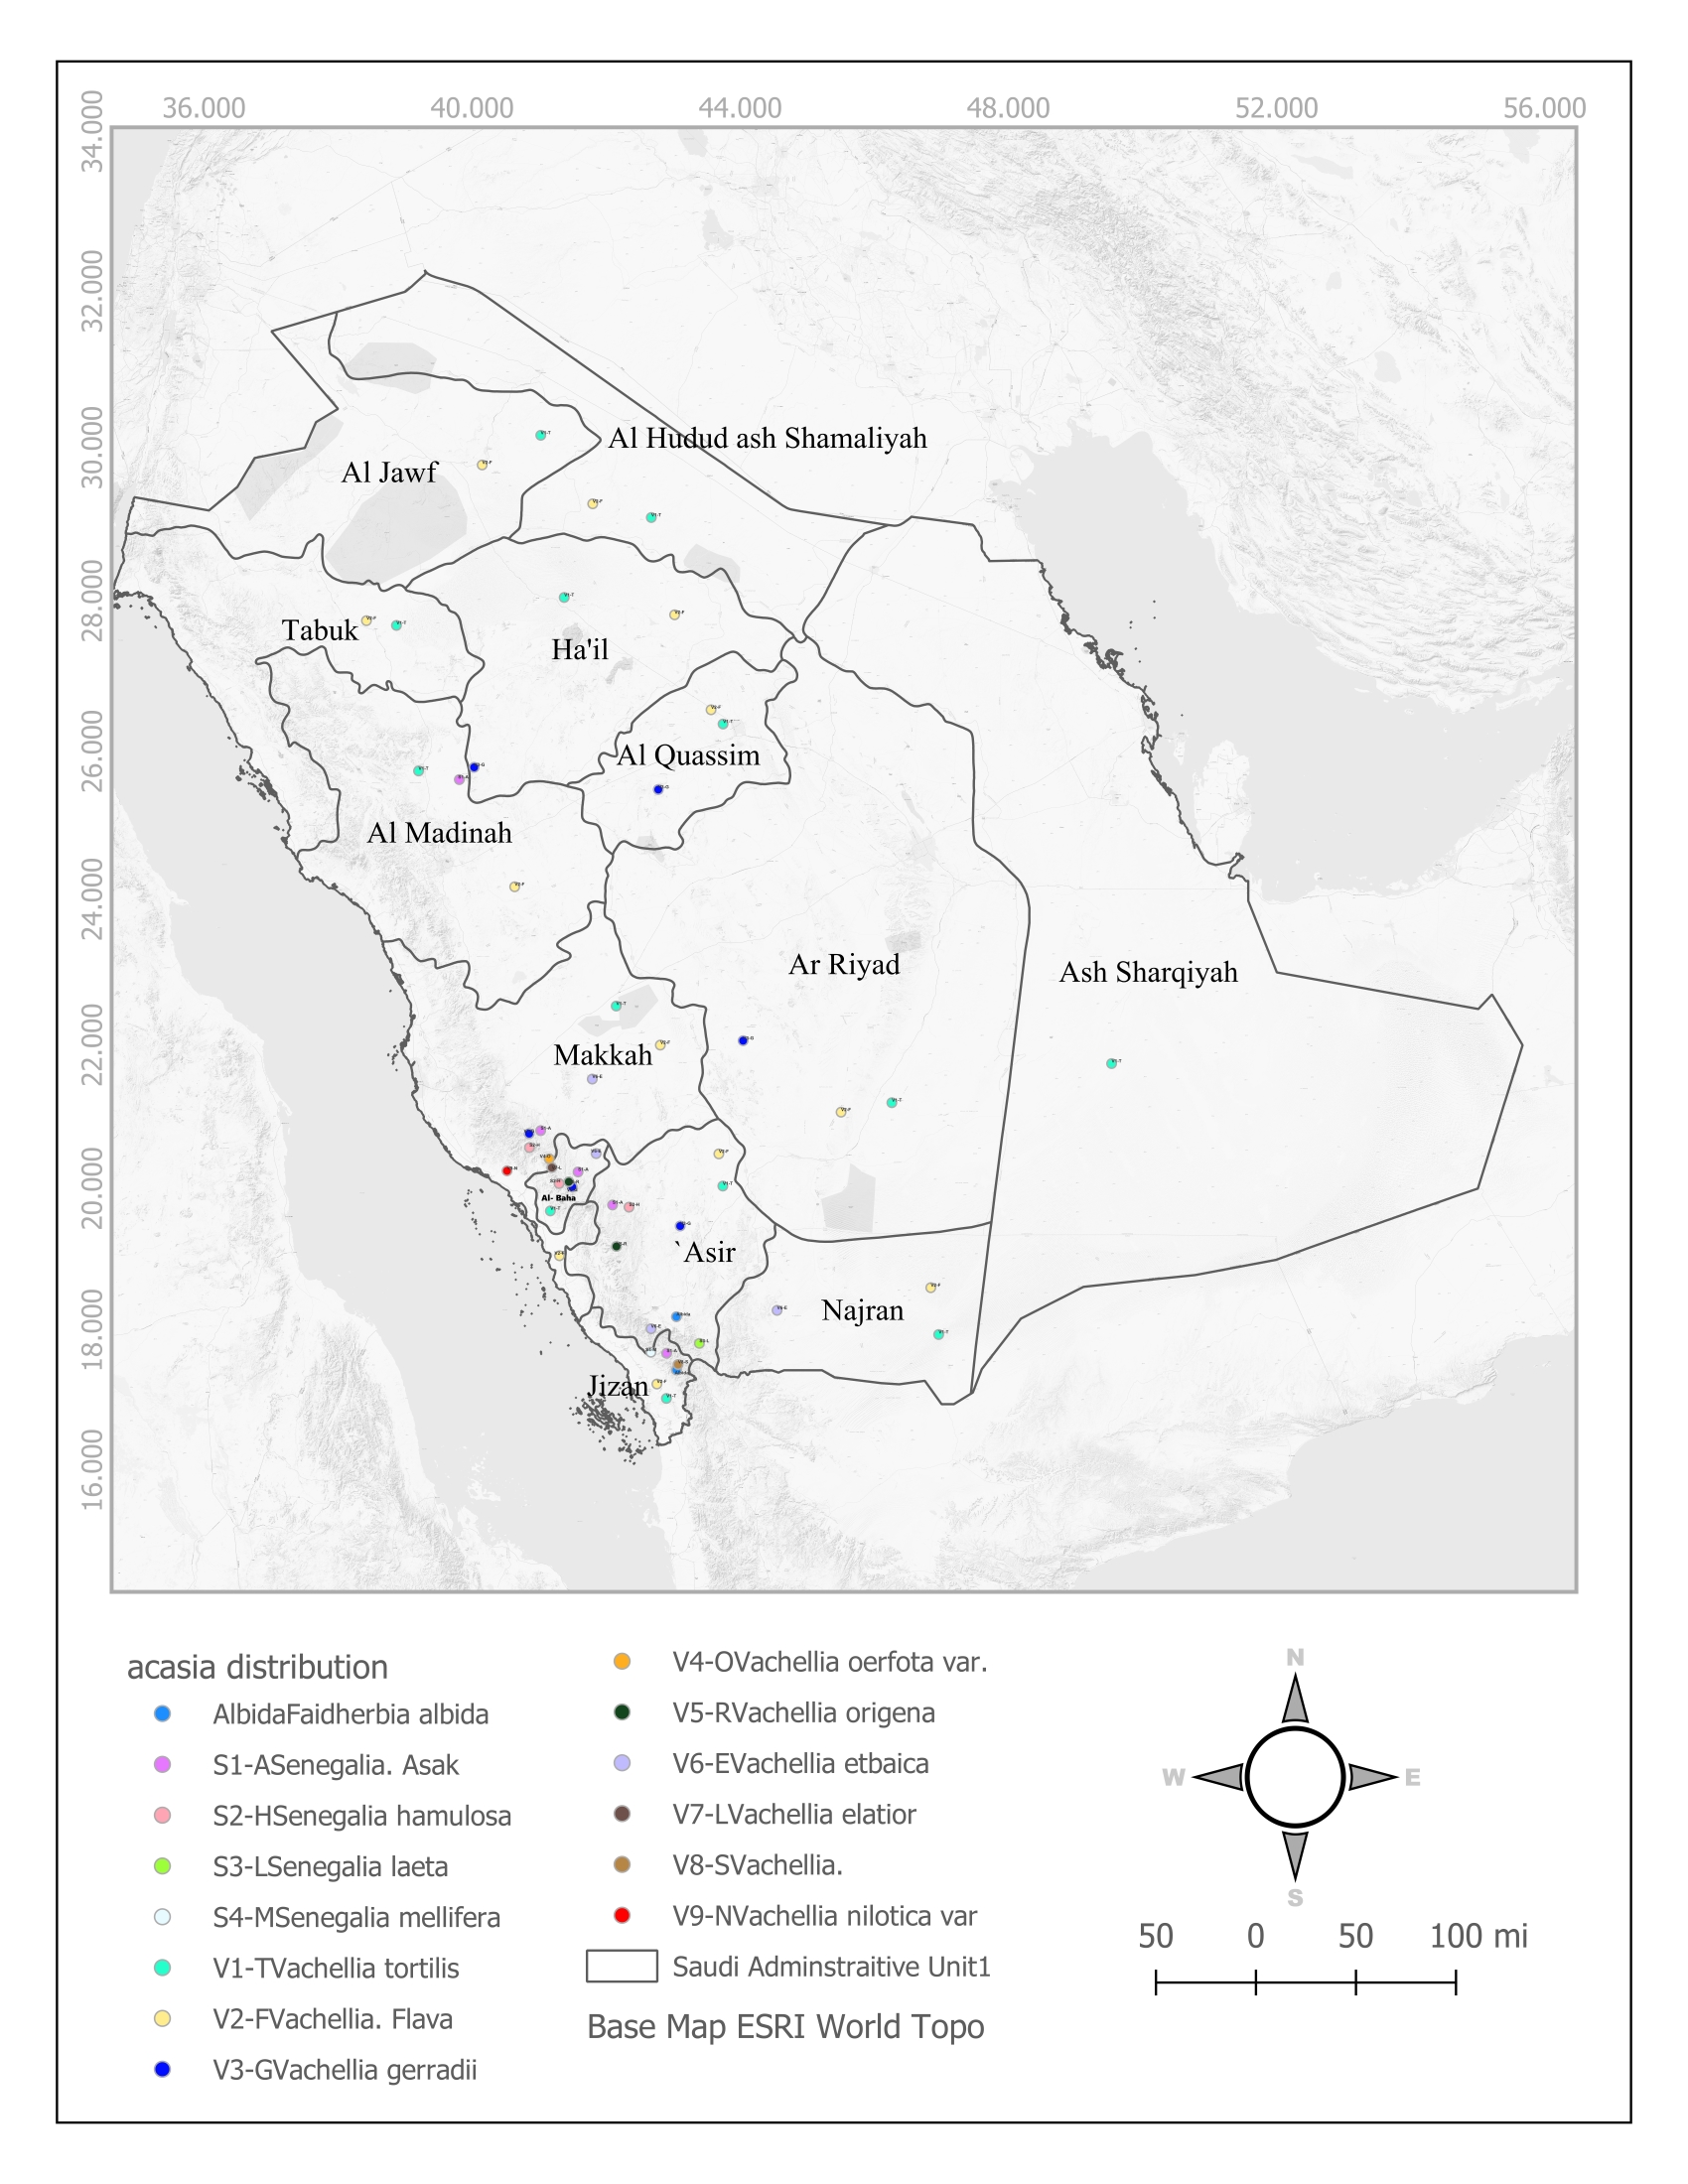 36.000 40.000 44.000 48.000 52.000 56.000
34.000
32.000
30.000
28.000
26.000
24.000
22.000
20.000
18.000
16.000
Al Hudud ash Shamaliyah
Al Jawf
Tabuk
Ha'il
Al Quassim
Al Madinah
Ar Riyad
Ash Sharqiyah
Makkah
Al- Baha
`Asir
Najran
Jizan
acasia distribution
AlbidaFaidherbia albida
S1-ASenegalia. Asak
S2-HSenegalia hamulosa
S3-LSenegalia laeta
S4-MSenegalia mellifera
V1-TVachellia tortilis
V2-FVachellia. Flava
V3-GVachellia gerradii
V4-OVachellia oerfota var.
V5-RVachellia origena
V6-EVachellia etbaica
V7-LVachellia elatior
V8-SVachellia.
V9-NVachellia nilotica var
Saudi Adminstraitive Unit1
Base Map ESRI World Topo
N
W E
S
50 0 50 100 mi